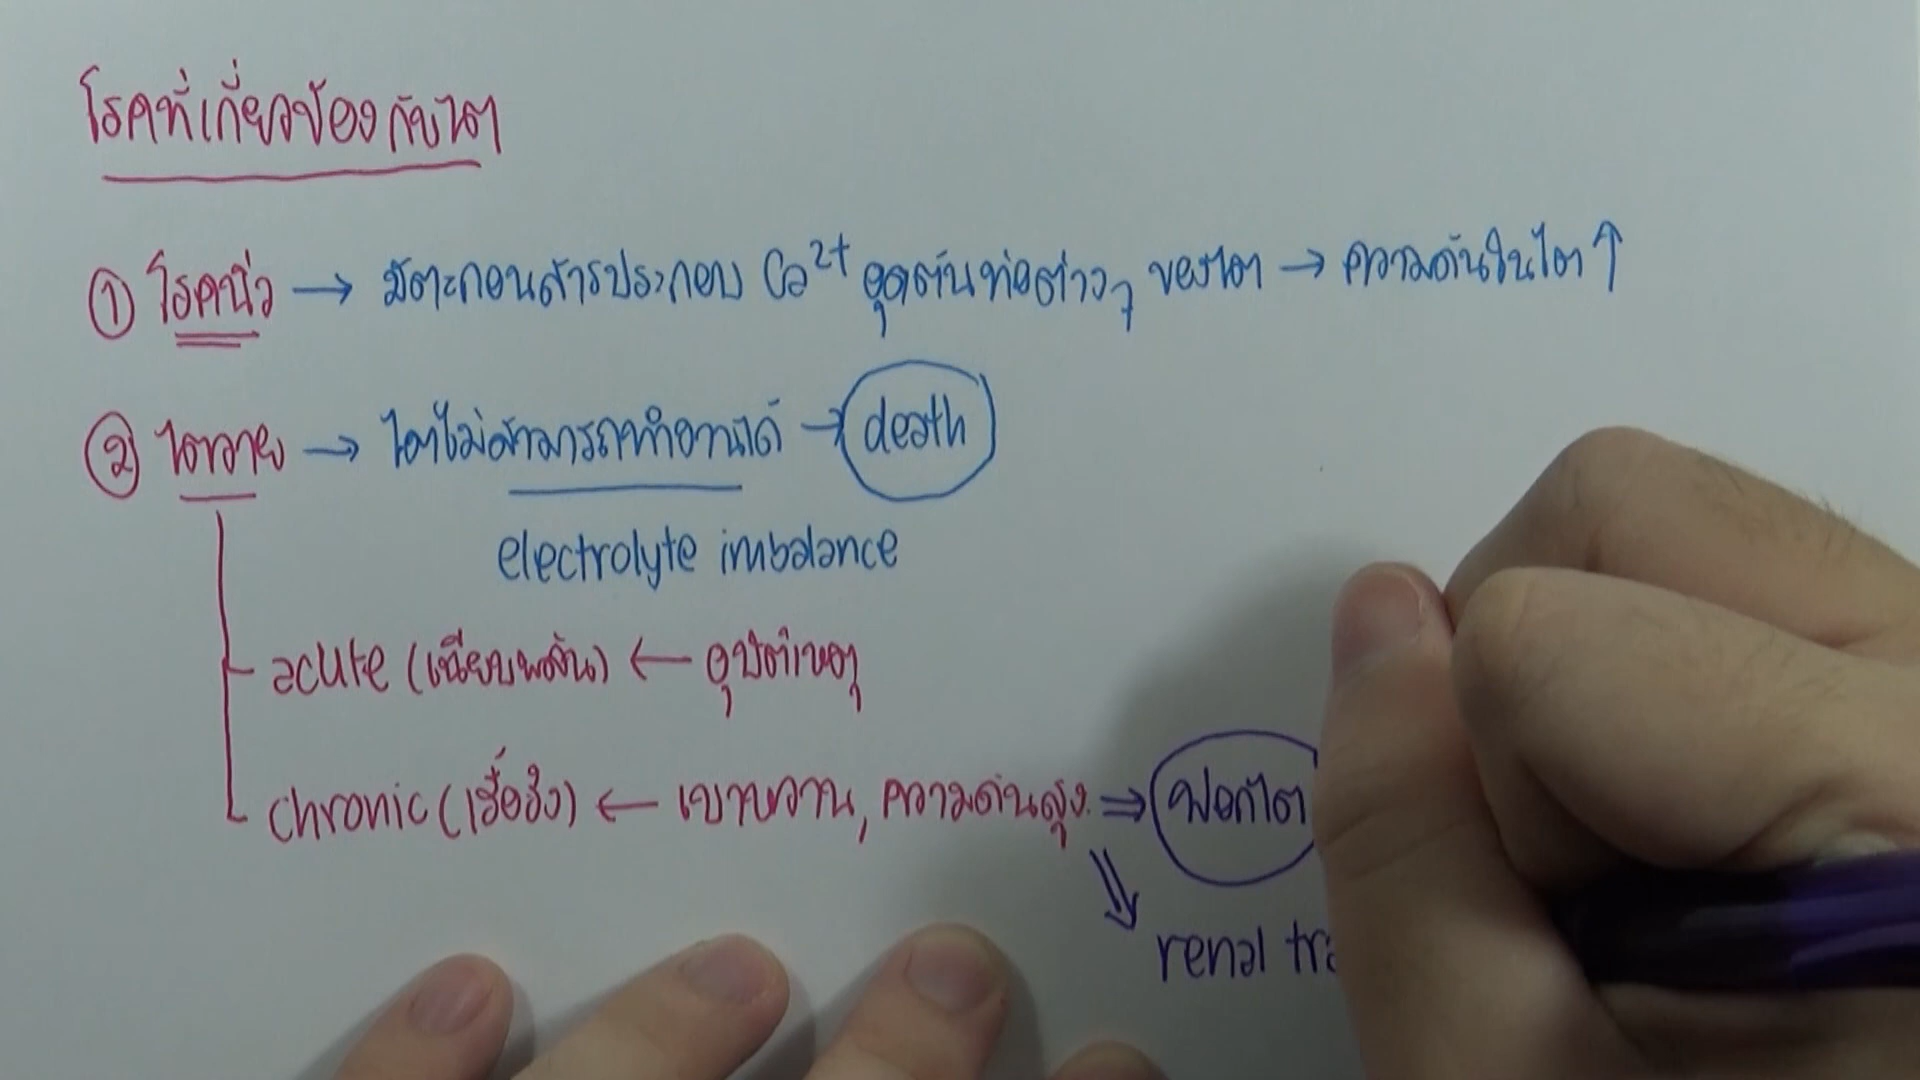 โรคที่เกี่ยวข้องกับไต
① โรคนิ่ว → มีตะกอนสารประกอบ Ca²⁺ อุดตันท่อต่างๆ ของไต → ความดันในไต ↑
② ไตวาย → ไตไม่สามารถทำงานได้ → death
electrolyte imbalance
acute (เฉียบพลัน) ← อุบัติเหตุ
chronic (เรื้อรัง) ← เบาหวาน, ความดันสูง ⇒ ฟอกไต
⇒ renal tra